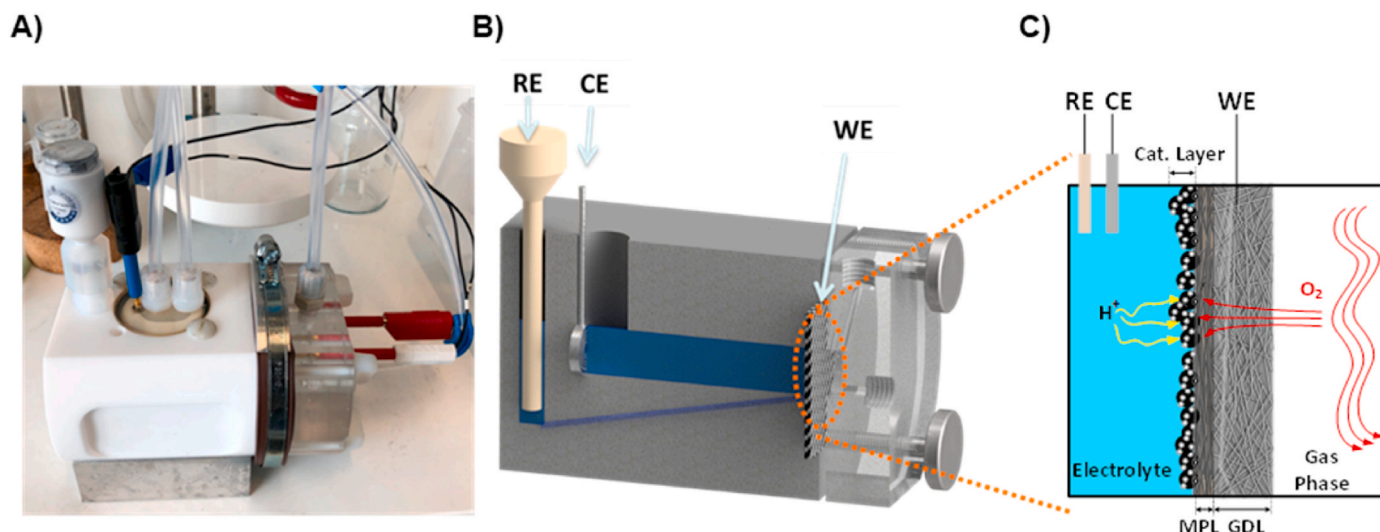 A)
B)
C)
RE
CE
WE
RE CE WE
Cat. Layer
H+
O₂
Electrolyte
Gas
Phase
MPL GDL